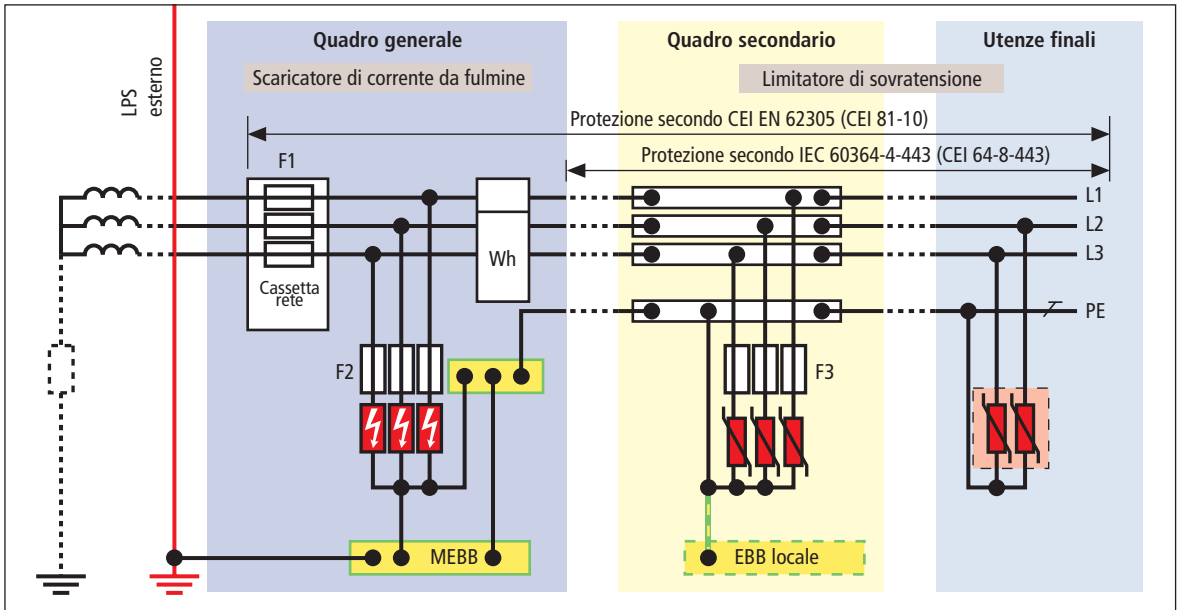 LPS
esterno
Quadro generale
Quadro secondario
Utenze finali
Scaricatore di corrente da fulmine
Limitatore di sovratensione
Protezione secondo CEI EN 62305 (CEI 81-10)
Protezione secondo IEC 60364-4-443 (CEI 64-8-443)
F1
L1
L2
L3
Wh
Cassetta
rete
PE
F2
F3
MEBB
EBB locale